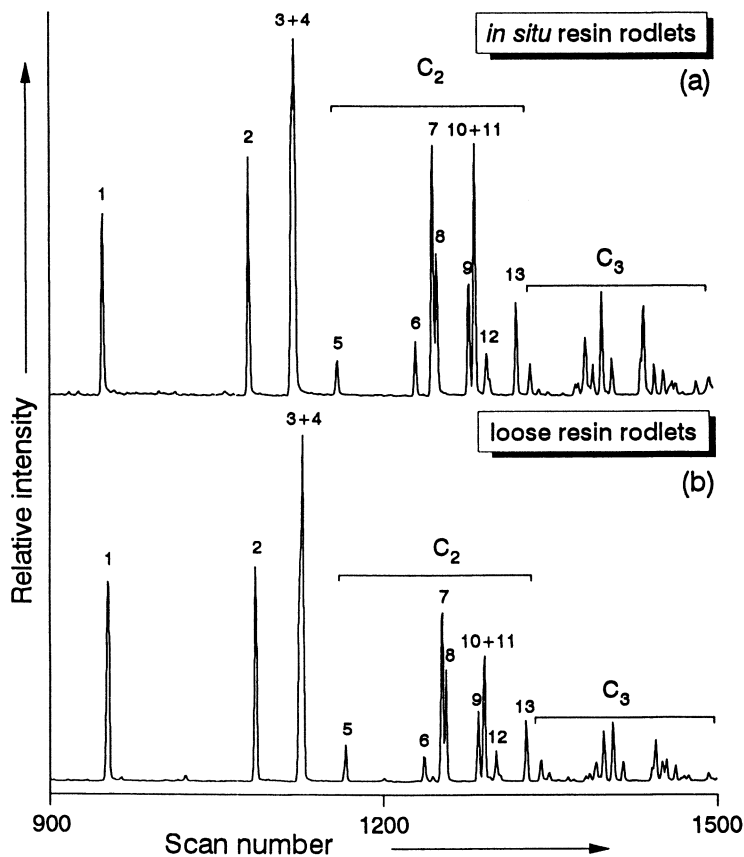 3+4
in situ resin rodlets
(a)
C2
2
7
10+11
1
8
9
13
C3
5
6
12
3+4
loose resin rodlets
(b)
1
2
C2
7
10+11
8
9
13
C3
5
6
12
Relative intensity
900
1200
1500
Scan number